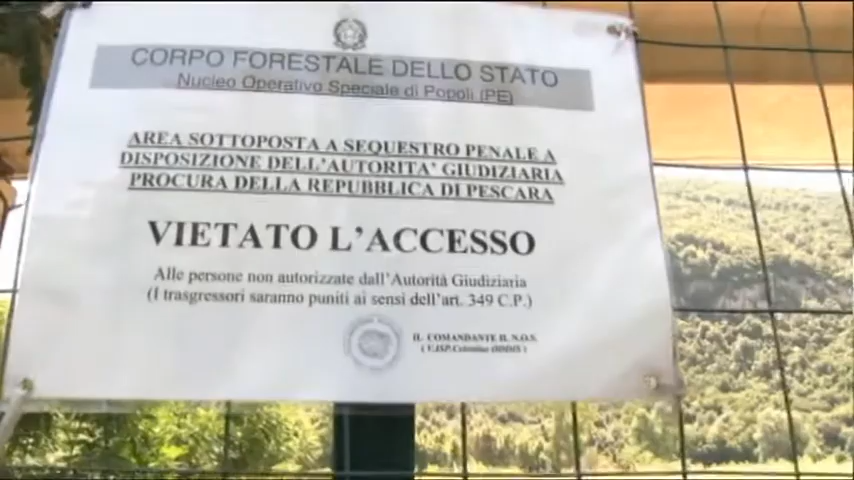 CORPO FORESTALE DELLO STATO
Nucleo Operativo Speciale di Popoli (PE)
AREA SOTTOPOSTA A SEQUESTRO PENALE A
DISPOSIZIONE DELL'AUTORITA' GIUDIZIARIA
PROCURA DELLA REPUBBLICA DI PESCARA
VIETATO L'ACCESSO
Alle persone non autorizzate dall'Autorità Giudiziaria
(I trasgressori saranno puniti ai sensi dell'art. 349 C.P.)
IL COMANDANTE IL N.O.S.